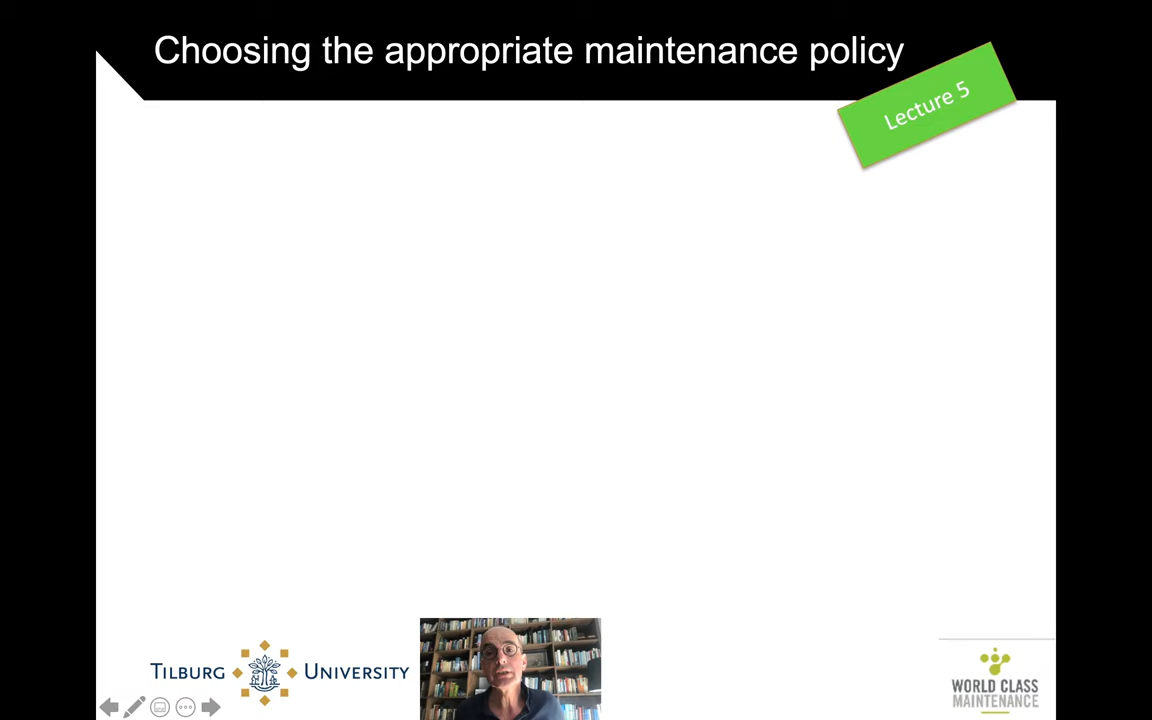 Choosing the appropriate maintenance policy
Lecture 5
TILBURG UNIVERSITY
WORLD CLASS
MAINTENANCE